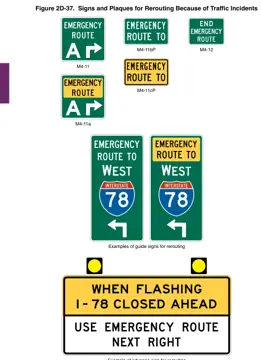 Figure 2D-37. Signs and Plaques for Rerouting Because of Traffic Incidents
EMERGENCY
ROUTE
A
M4-11
EMERGENCY
ROUTE TO
M4-11bP
END
EMERGENCY
ROUTE
M4-12
EMERGENCY
ROUTE
A
M4-11a
EMERGENCY
ROUTE TO
M4-11cP
EMERGENCY
ROUTE TO
WEST
INTERSTATE
78
EMERGENCY
ROUTE TO
WEST
INTERSTATE
78
Examples of guide signs for rerouting
WHEN FLASHING
I-78 CLOSED AHEAD
USE EMERGENCY ROUTE
NEXT RIGHT